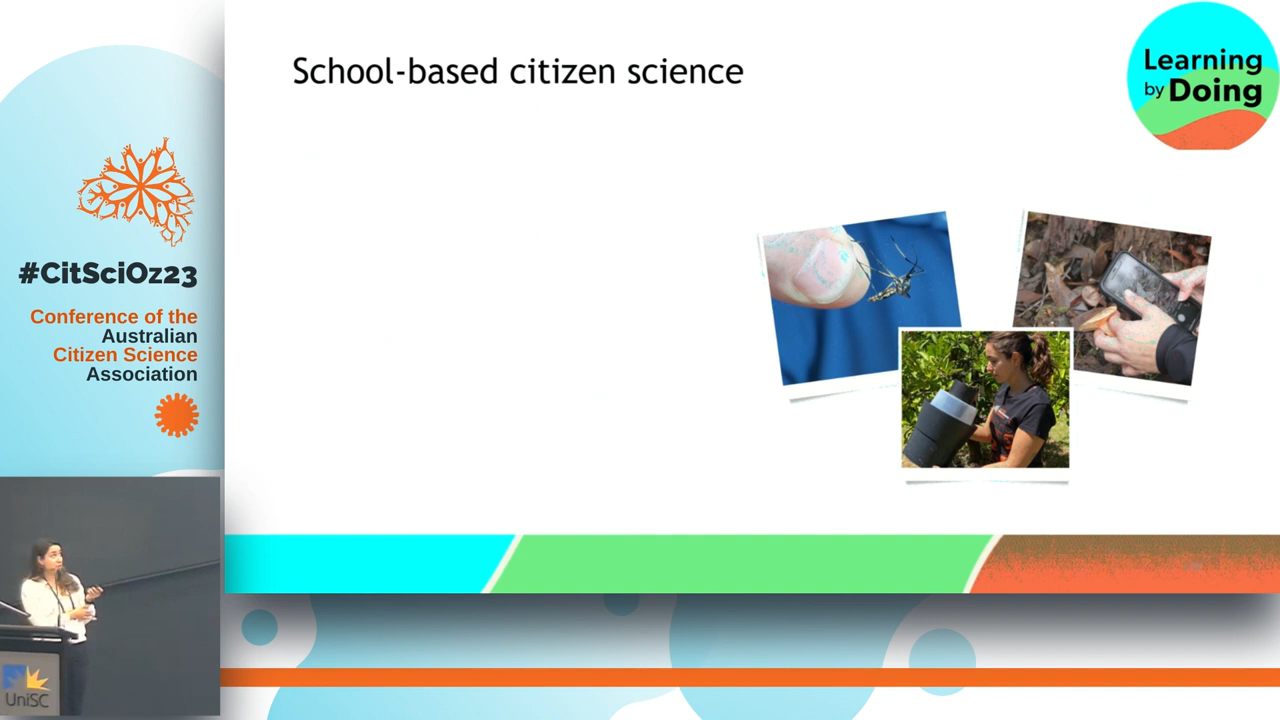 School-based citizen science
Learning
by Doing
#CitSciOz23
Conference of the
Australian
Citizen Science
Association
UniSC